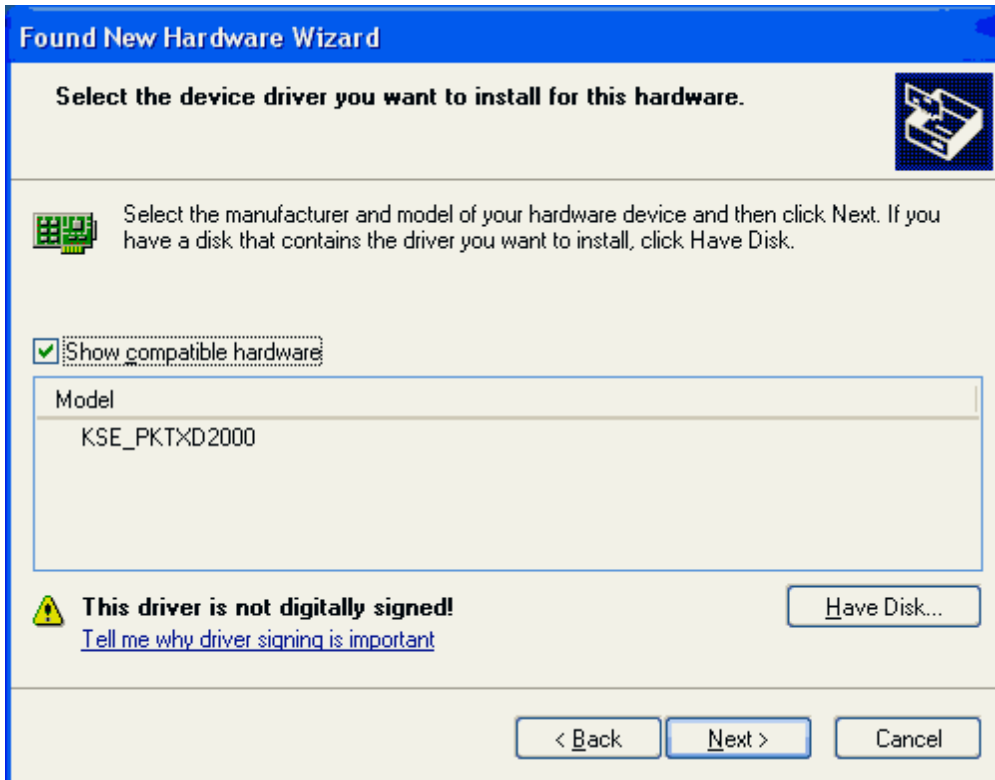 Found New Hardware Wizard
Select the device driver you want to install for this hardware.
Select the manufacturer and model of your hardware device and then click Next. If you
have a disk that contains the driver you want to install, click Have Disk.
Show compatible hardware
Model
KSE_PKTXD2000
This driver is not digitally signed!
Have Disk...
Tell me why driver signing is important
< Back
Next >
Cancel